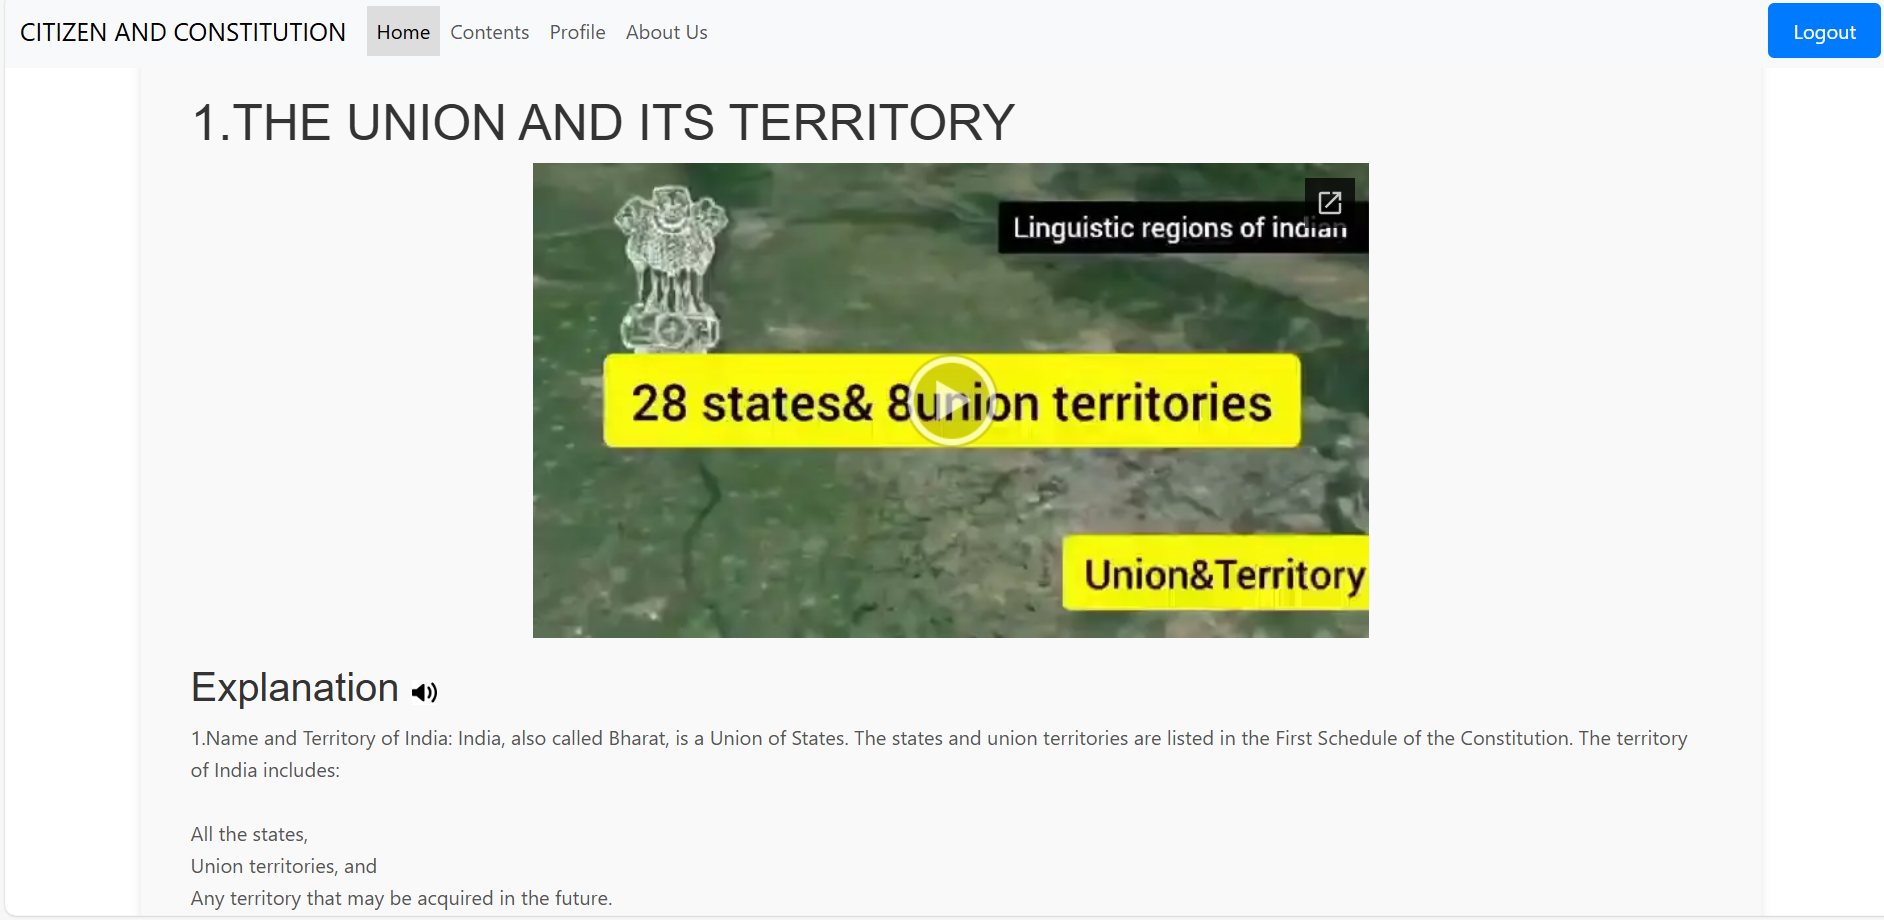 CITIZEN AND CONSTITUTION Home Contents Profile About Us Logout
1.THE UNION AND ITS TERRITORY
Linguistic regions of indian
28 states& 8union territories
Union&Territory
Explanation
1.Name and Territory of India: India, also called Bharat, is a Union of States. The states and union territories are listed in the First Schedule of the Constitution. The territory
of India includes:
All the states,
Union territories, and
Any territory that may be acquired in the future.